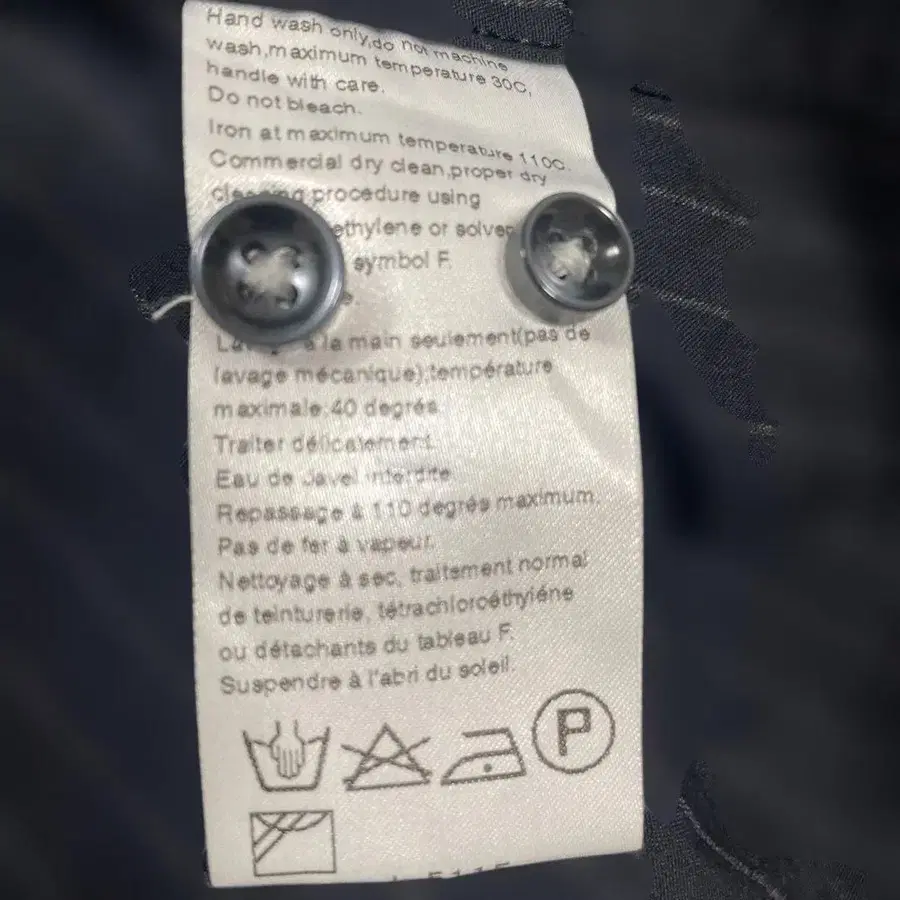 Hand wash only,do not machine
wash,maximum temperature 30C,
handle with care.
Do not bleach.
Iron at maximum temperature 110C.
Commercial dry clean,proper dry
procedure using
or
symbol F.
à la main seulement(pas de
lavage mécanique);température
maximale:40 degrés
Traiter délicatement.
Eau de Javel interdite.
Repassage à 110 degrés maximum.
Pas de fer à vapeur.
Nettoyage à sec, traitement normal
de teinturerie, tétrachloroéthyléne
ou détachants du tableau F.
Suspendre à l'abri du soleil.
P